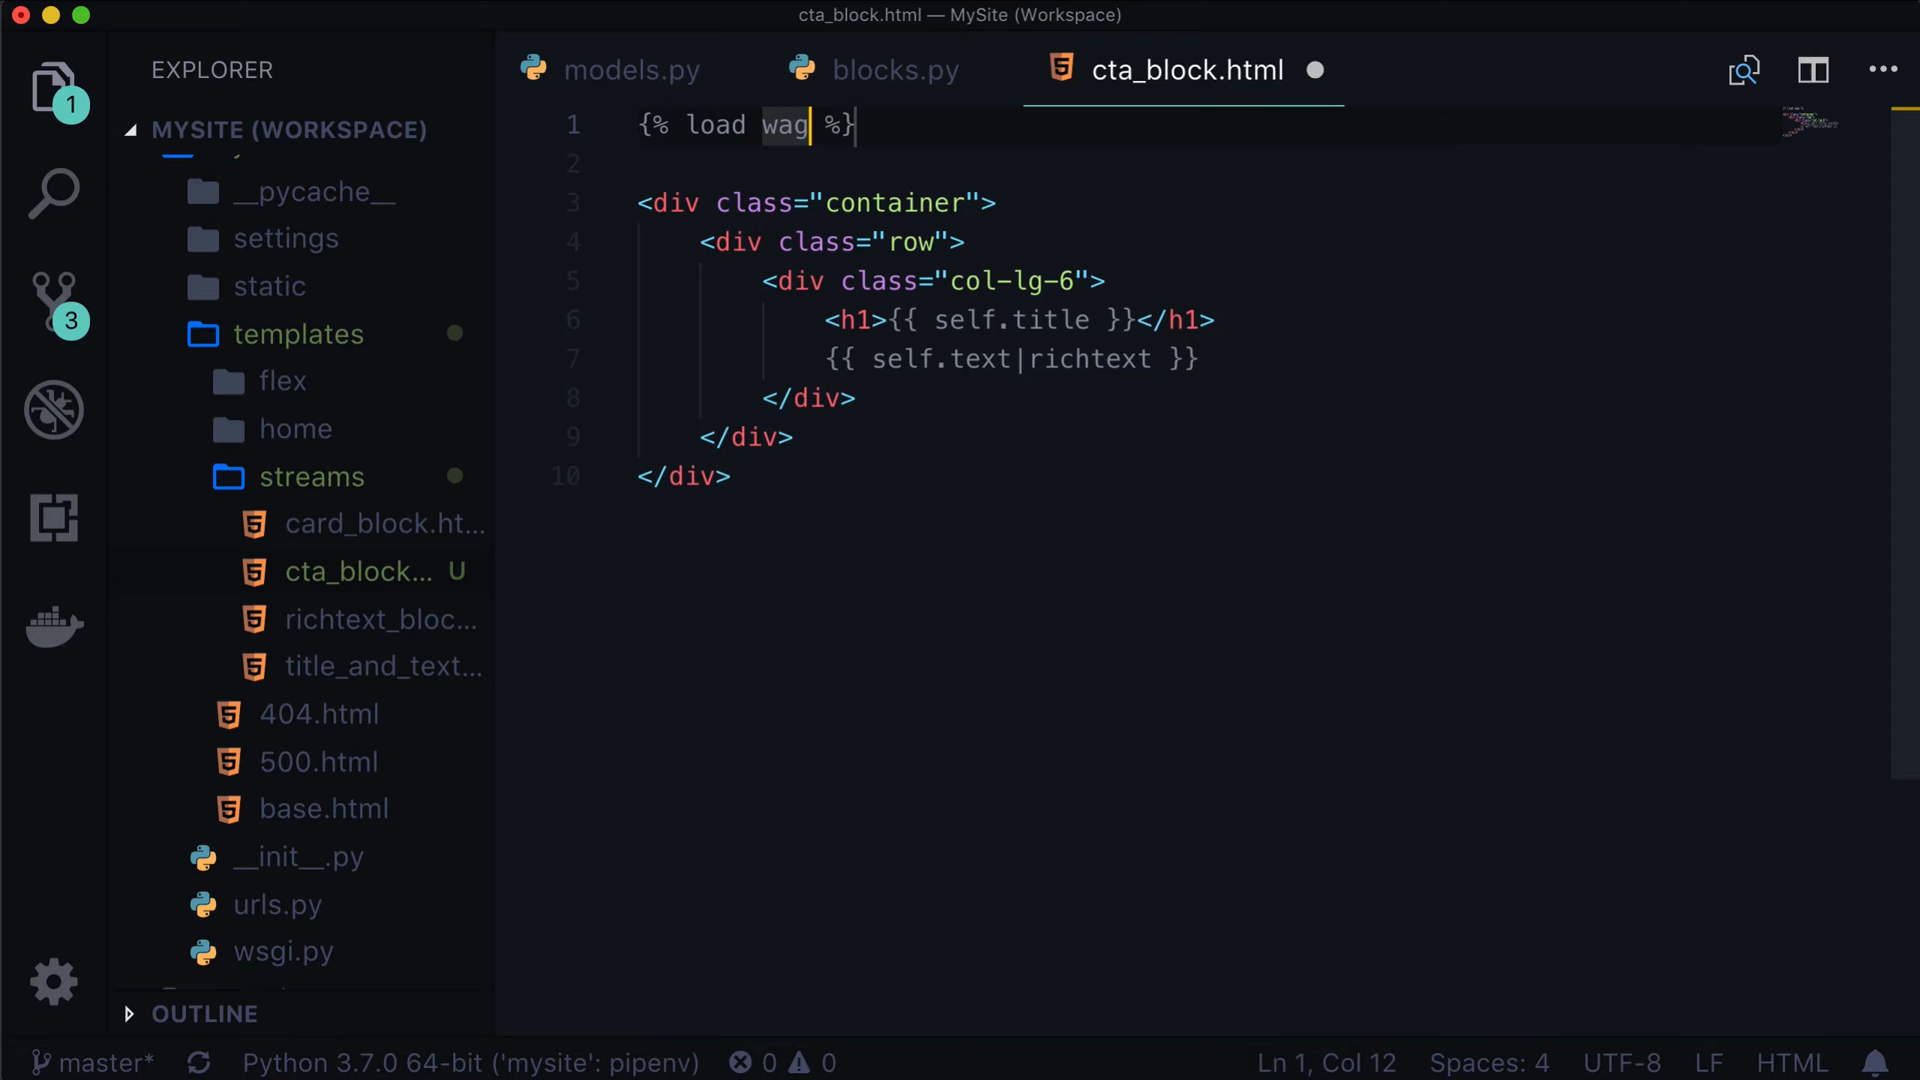 cta_block.html — MySite (Workspace)
EXPLORER
models.py
blocks.py
cta_block.html
1
MYSITE (WORKSPACE)
__pycache__
settings
static
templates
flex
home
streams
card_block.ht...
cta_block... U
richtext_bloc...
title_and_text...
404.html
500.html
base.html
__init__.py
urls.py
wsgi.py
OUTLINE
3
1 {% load wag %}
2
3 <div class="container">
4 <div class="row">
5 <div class="col-lg-6">
6 <h1>{{ self.title }}</h1>
7 {{ self.text|richtext }}
8 </div>
9 </div>
10 </div>
master* Python 3.7.0 64-bit ('mysite': pipenv) 0 0 Ln 1, Col 12 Spaces: 4 UTF-8 LF HTML